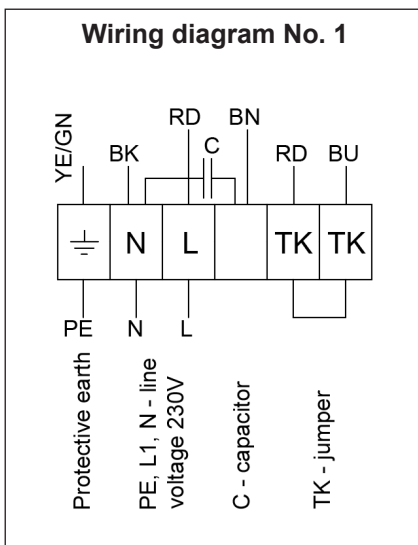 Wiring diagram No. 1
YE/GN
BK
RD
C
BN
RD
BU
N
L
TK
TK
PE
N
L
Protective earth
PE, L1, N - line
voltage 230V
C - capacitor
TK - jumper